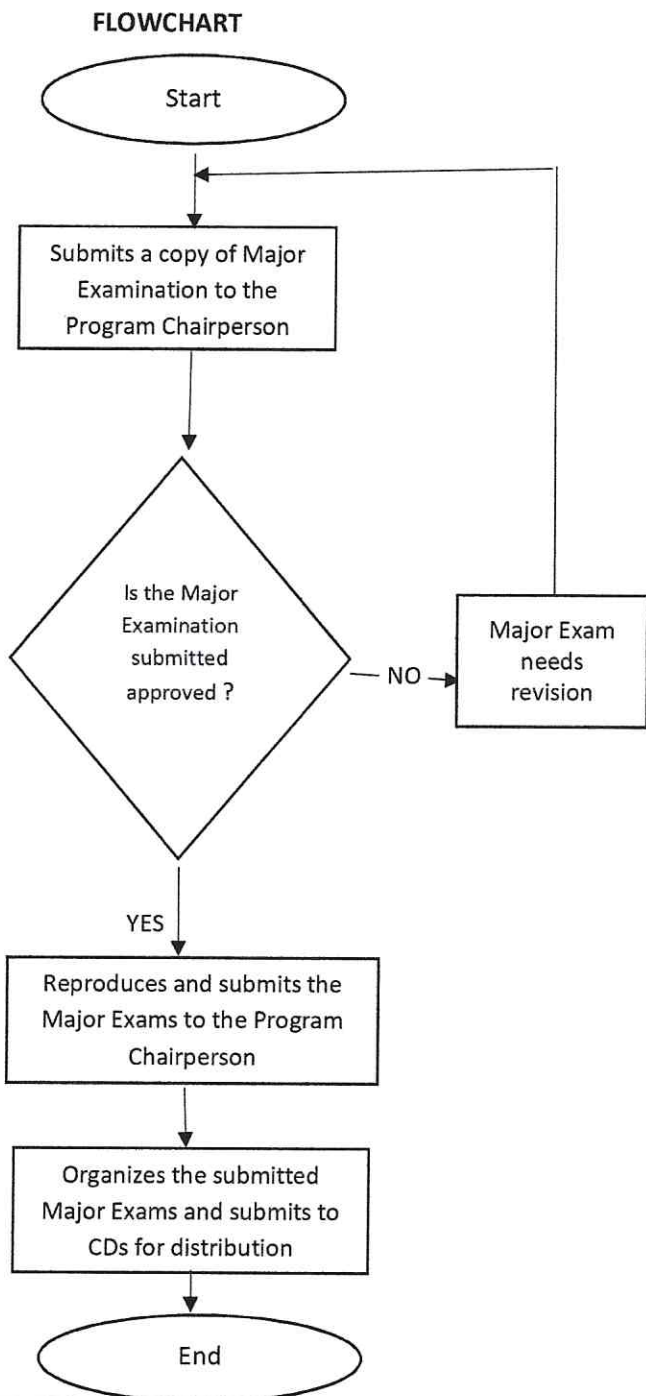 FLOWCHART
Start
Submits a copy of Major
Examination to the
Program Chairperson
Is the Major
Examination
submitted
approved ?
NO
Major Exam
needs
revision
YES
Reproduces and submits the
Major Exams to the Program
Chairperson
Organizes the submitted
Major Exams and submits to
CDs for distribution
End